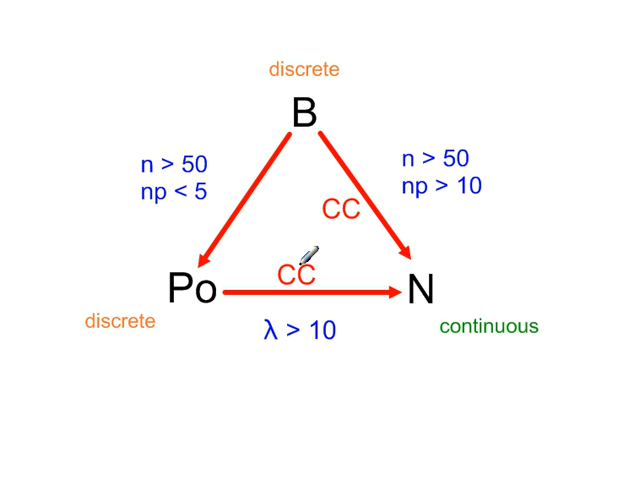 discrete
B
n > 50
np < 5
n > 50
np > 10
CC
CC
Po
N
discrete
λ > 10
continuous